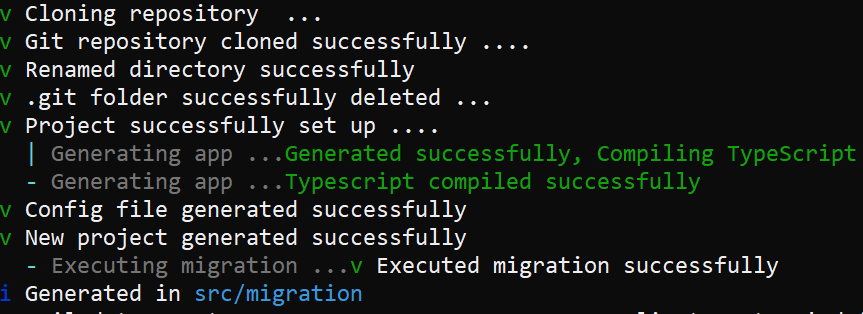 v Cloning repository ...
v Git repository cloned successfully ....
v Renamed directory successfully
v .git folder successfully deleted ...
v Project successfully set up ....
| Generating app ...Generated successfully, Compiling TypeScript
- Generating app ...Typescript compiled successfully
v Config file generated successfully
v New project generated successfully
- Executing migration ...v Executed migration successfully
i Generated in src/migration